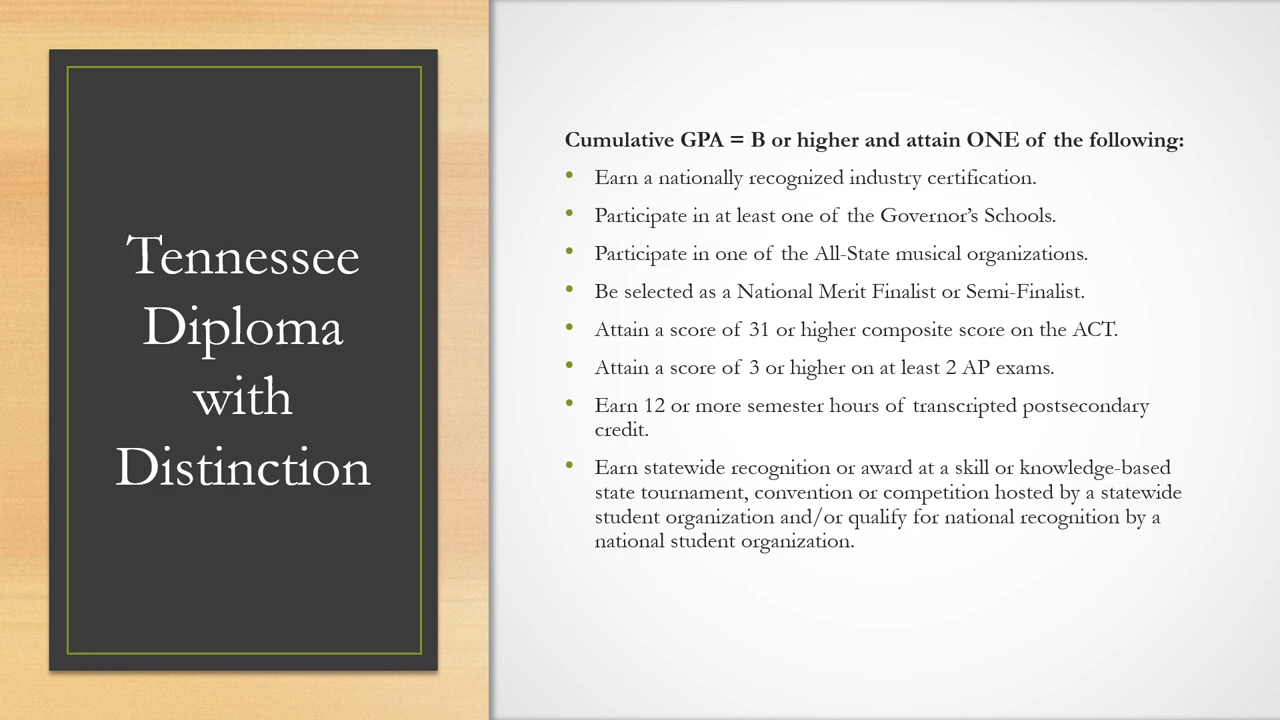 Tennessee
Diploma
with
Distinction
Cumulative GPA = B or higher and attain ONE of the following:
• Earn a nationally recognized industry certification.
• Participate in at least one of the Governor’s Schools.
• Participate in one of the All-State musical organizations.
• Be selected as a National Merit Finalist or Semi-Finalist.
• Attain a score of 31 or higher composite score on the ACT.
• Attain a score of 3 or higher on at least 2 AP exams.
• Earn 12 or more semester hours of transcripted postsecondary
credit.
• Earn statewide recognition or award at a skill or knowledge-based
state tournament, convention or competition hosted by a statewide
student organization and/or qualify for national recognition by a
national student organization.